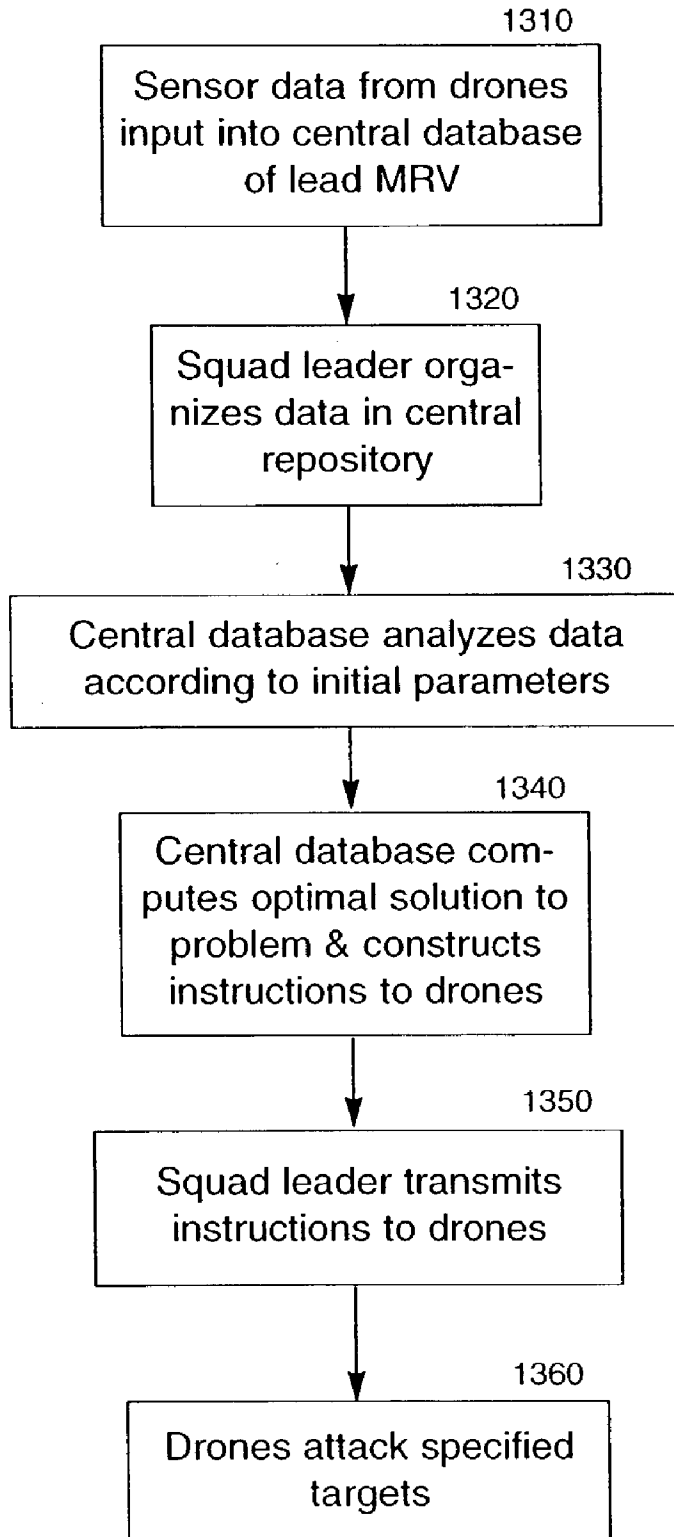 1310
Sensor data from drones
input into central database
of lead MRV
1320
Squad leader orga-
nizes data in central
repository
1330
Central database analyzes data
according to initial parameters
1340
Central database com-
putes optimal solution to
problem & constructs
instructions to drones
1350
Squad leader transmits
instructions to drones
1360
Drones attack specified
targets